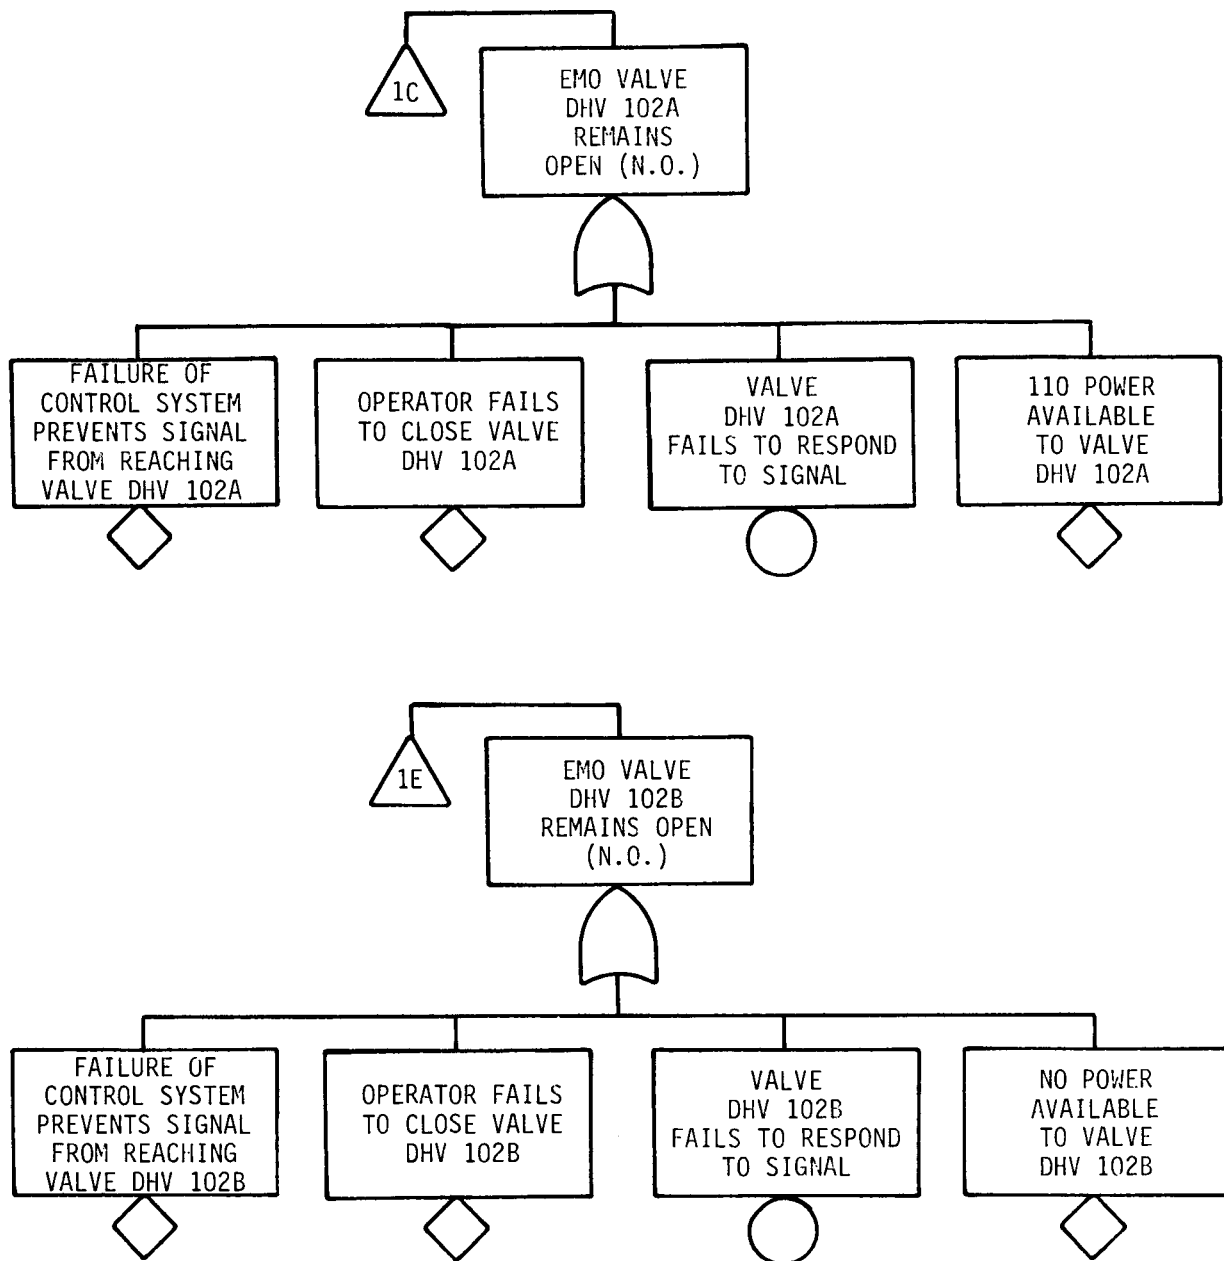 1C
EMO VALVE
DHV 102A
REMAINS
OPEN (N.O.)
FAILURE OF
CONTROL SYSTEM
PREVENTS SIGNAL
FROM REACHING
VALVE DHV 102A
OPERATOR FAILS
TO CLOSE VALVE
DHV 102A
VALVE
DHV 102A
FAILS TO RESPOND
TO SIGNAL
110 POWER
AVAILABLE
TO VALVE
DHV 102A
1E
EMO VALVE
DHV 102B
REMAINS OPEN
(N.O.)
FAILURE OF
CONTROL SYSTEM
PREVENTS SIGNAL
FROM REACHING
VALVE DHV 102B
OPERATOR FAILS
TO CLOSE VALVE
DHV 102B
VALVE
DHV 102B
FAILS TO RESPOND
TO SIGNAL
NO POWER
AVAILABLE
TO VALVE
DHV 102B